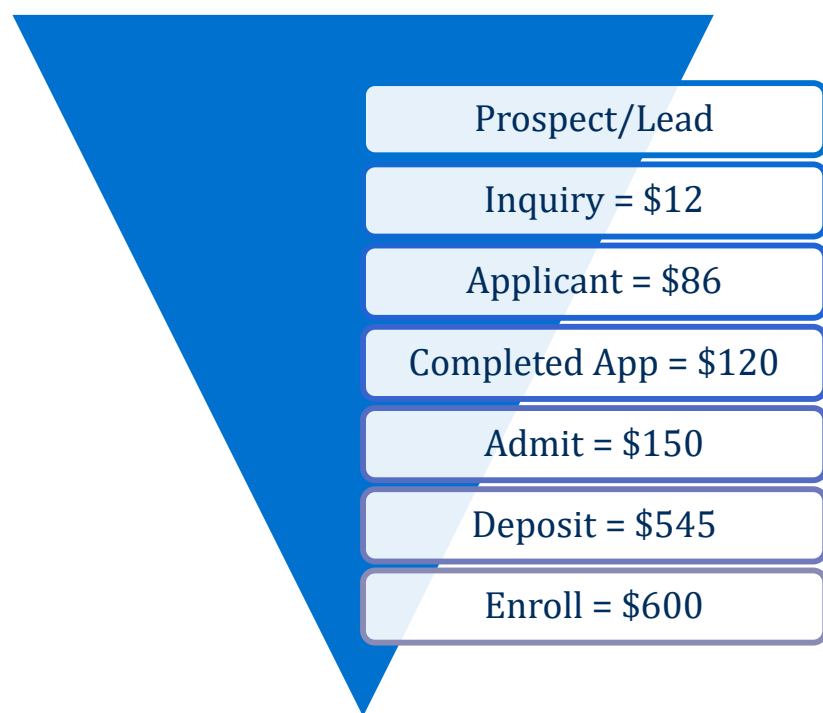 Prospect/Lead
Inquiry = $12
Applicant = $86
Completed App = $120
Admit = $150
Deposit = $545
Enroll = $600